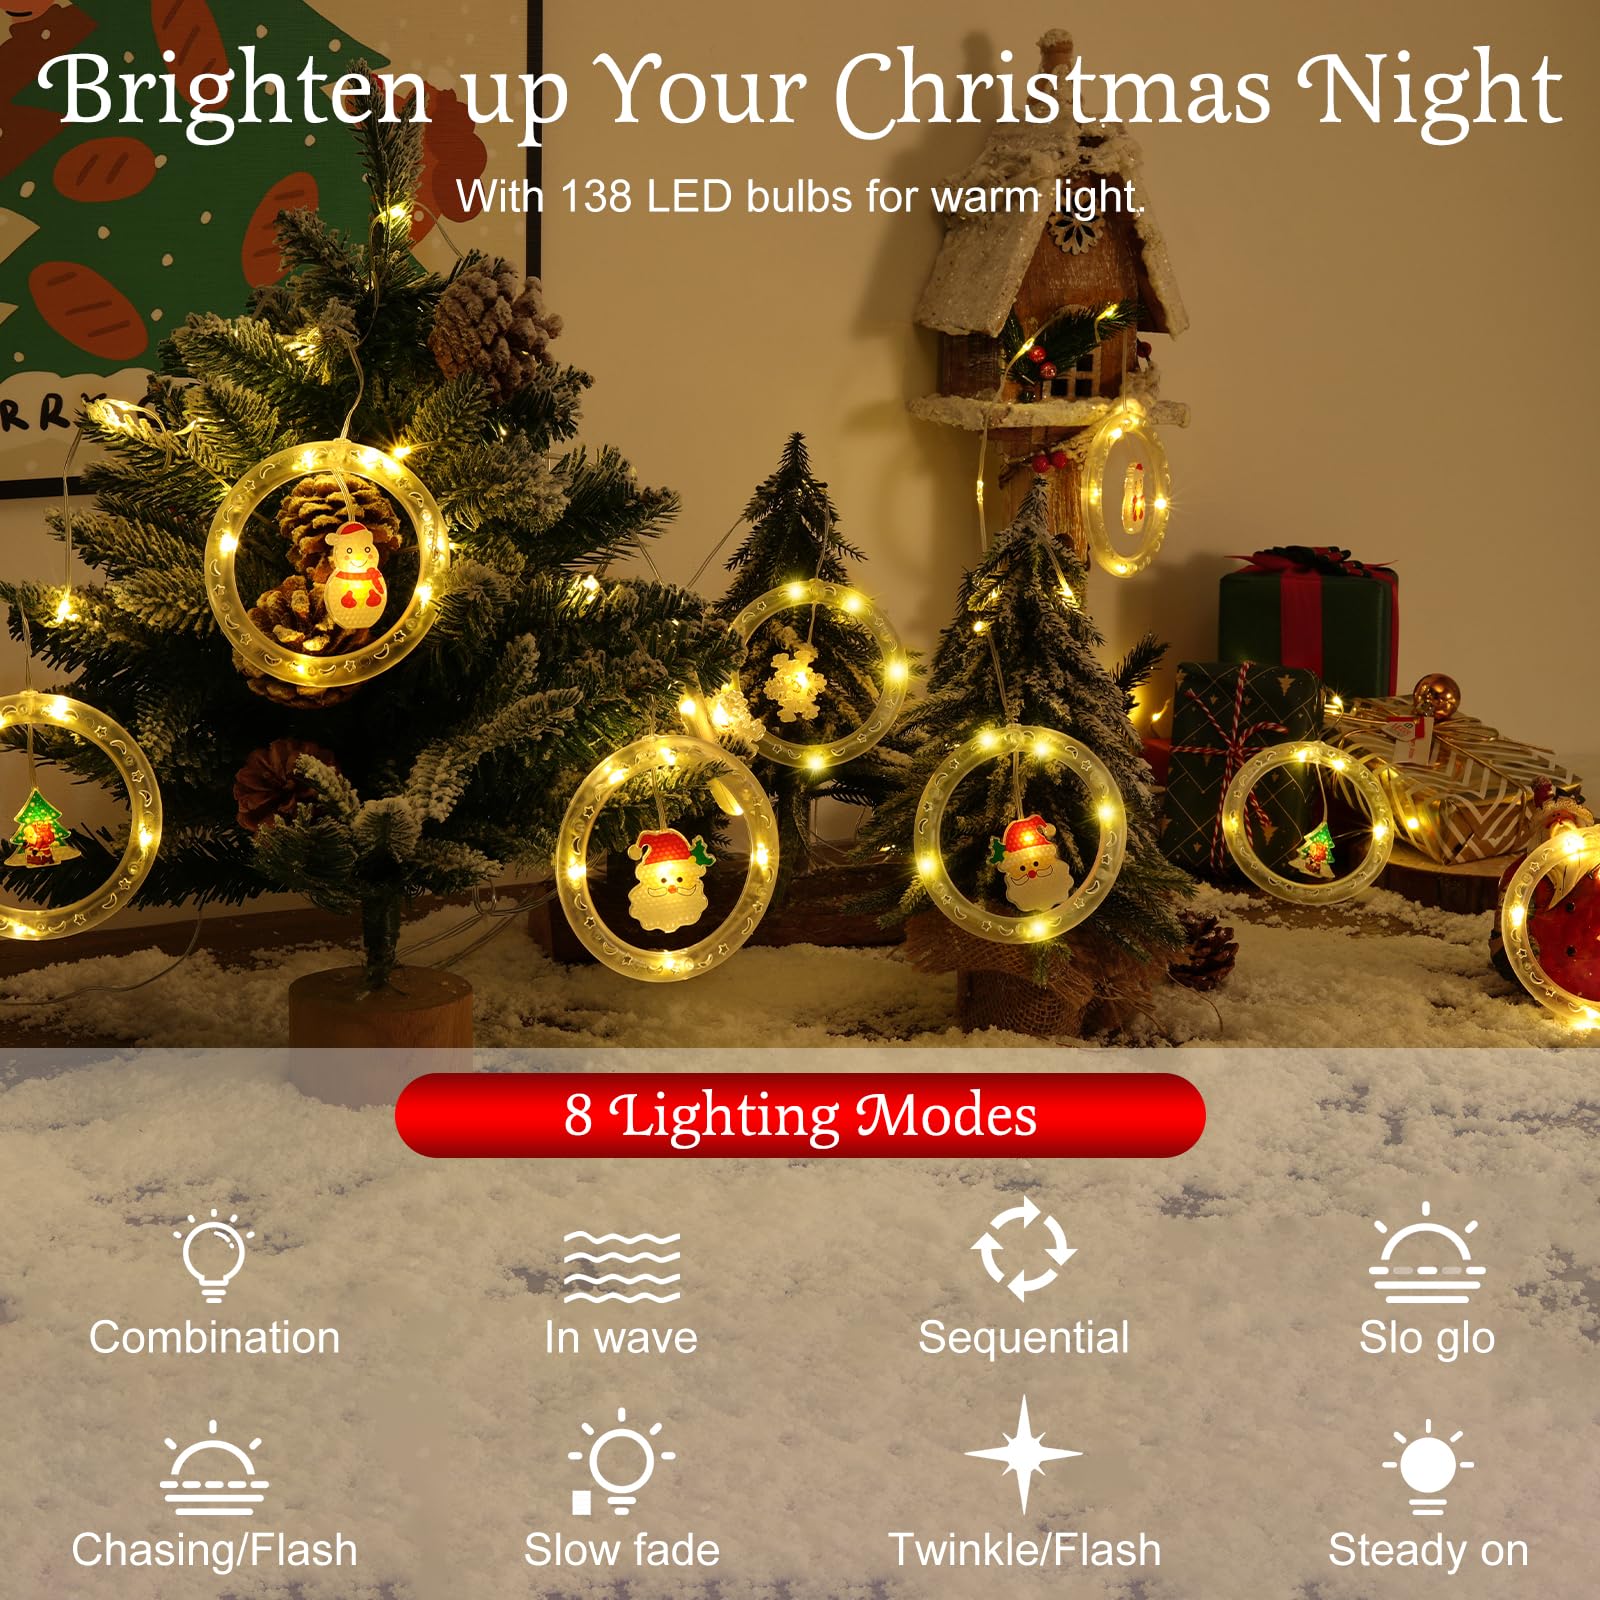 Brighten up Your Christmas Night
With 138 LED bulbs for warm light.
8 Lighting Modes
Combination
In wave
Sequential
Slo glo
Chasing/Flash
Slow fade
Twinkle/Flash
Steady on